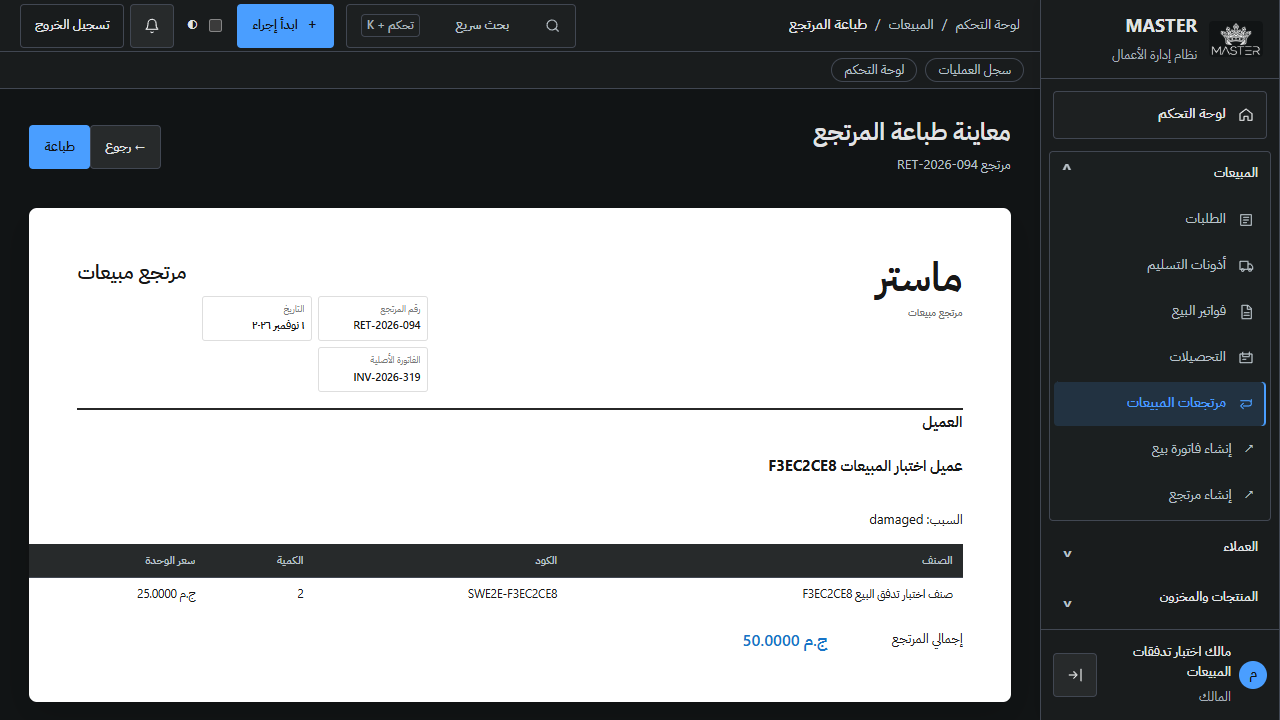 MASTER
MASTER
نظام إدارة الأعمال
لوحة التحكم
المبيعات
الطلبات
أذونات التسليم
فواتير البيع
التحصيلات
مرتجعات المبيعات
إنشاء فاتورة بيع
إنشاء مرتجع
العملاء
المنتجات والمخزون
م
مالك اختبار تدفقات المبيعات
المالك
لوحة التحكم / المبيعات / طباعة المرتجع
بحث سريع
تحكم + K
+ ابدأ إجراء
تسجيل الخروج
سجل العمليات
لوحة التحكم
معاينة طباعة المرتجع
مرتجع RET-2026-094
← رجوع
طباعة
ماستر
مرتجع مبيعات
مرتجع مبيعات
رقم المرتجع
RET-2026-094
التاريخ
١ نوفمبر ٢٠٢٦
الفاتورة الأصلية
INV-2026-319
العميل
عميل اختبار المبيعات F3EC2CE8
السبب: damaged
الصنف الكود الكمية سعر الوحدة
صنف اختبار تدفق البيع F3EC2CE8 SWE2E-F3EC2CE8 2 ج.م 25.0000
إجمالي المرتجع ج.م 50.0000